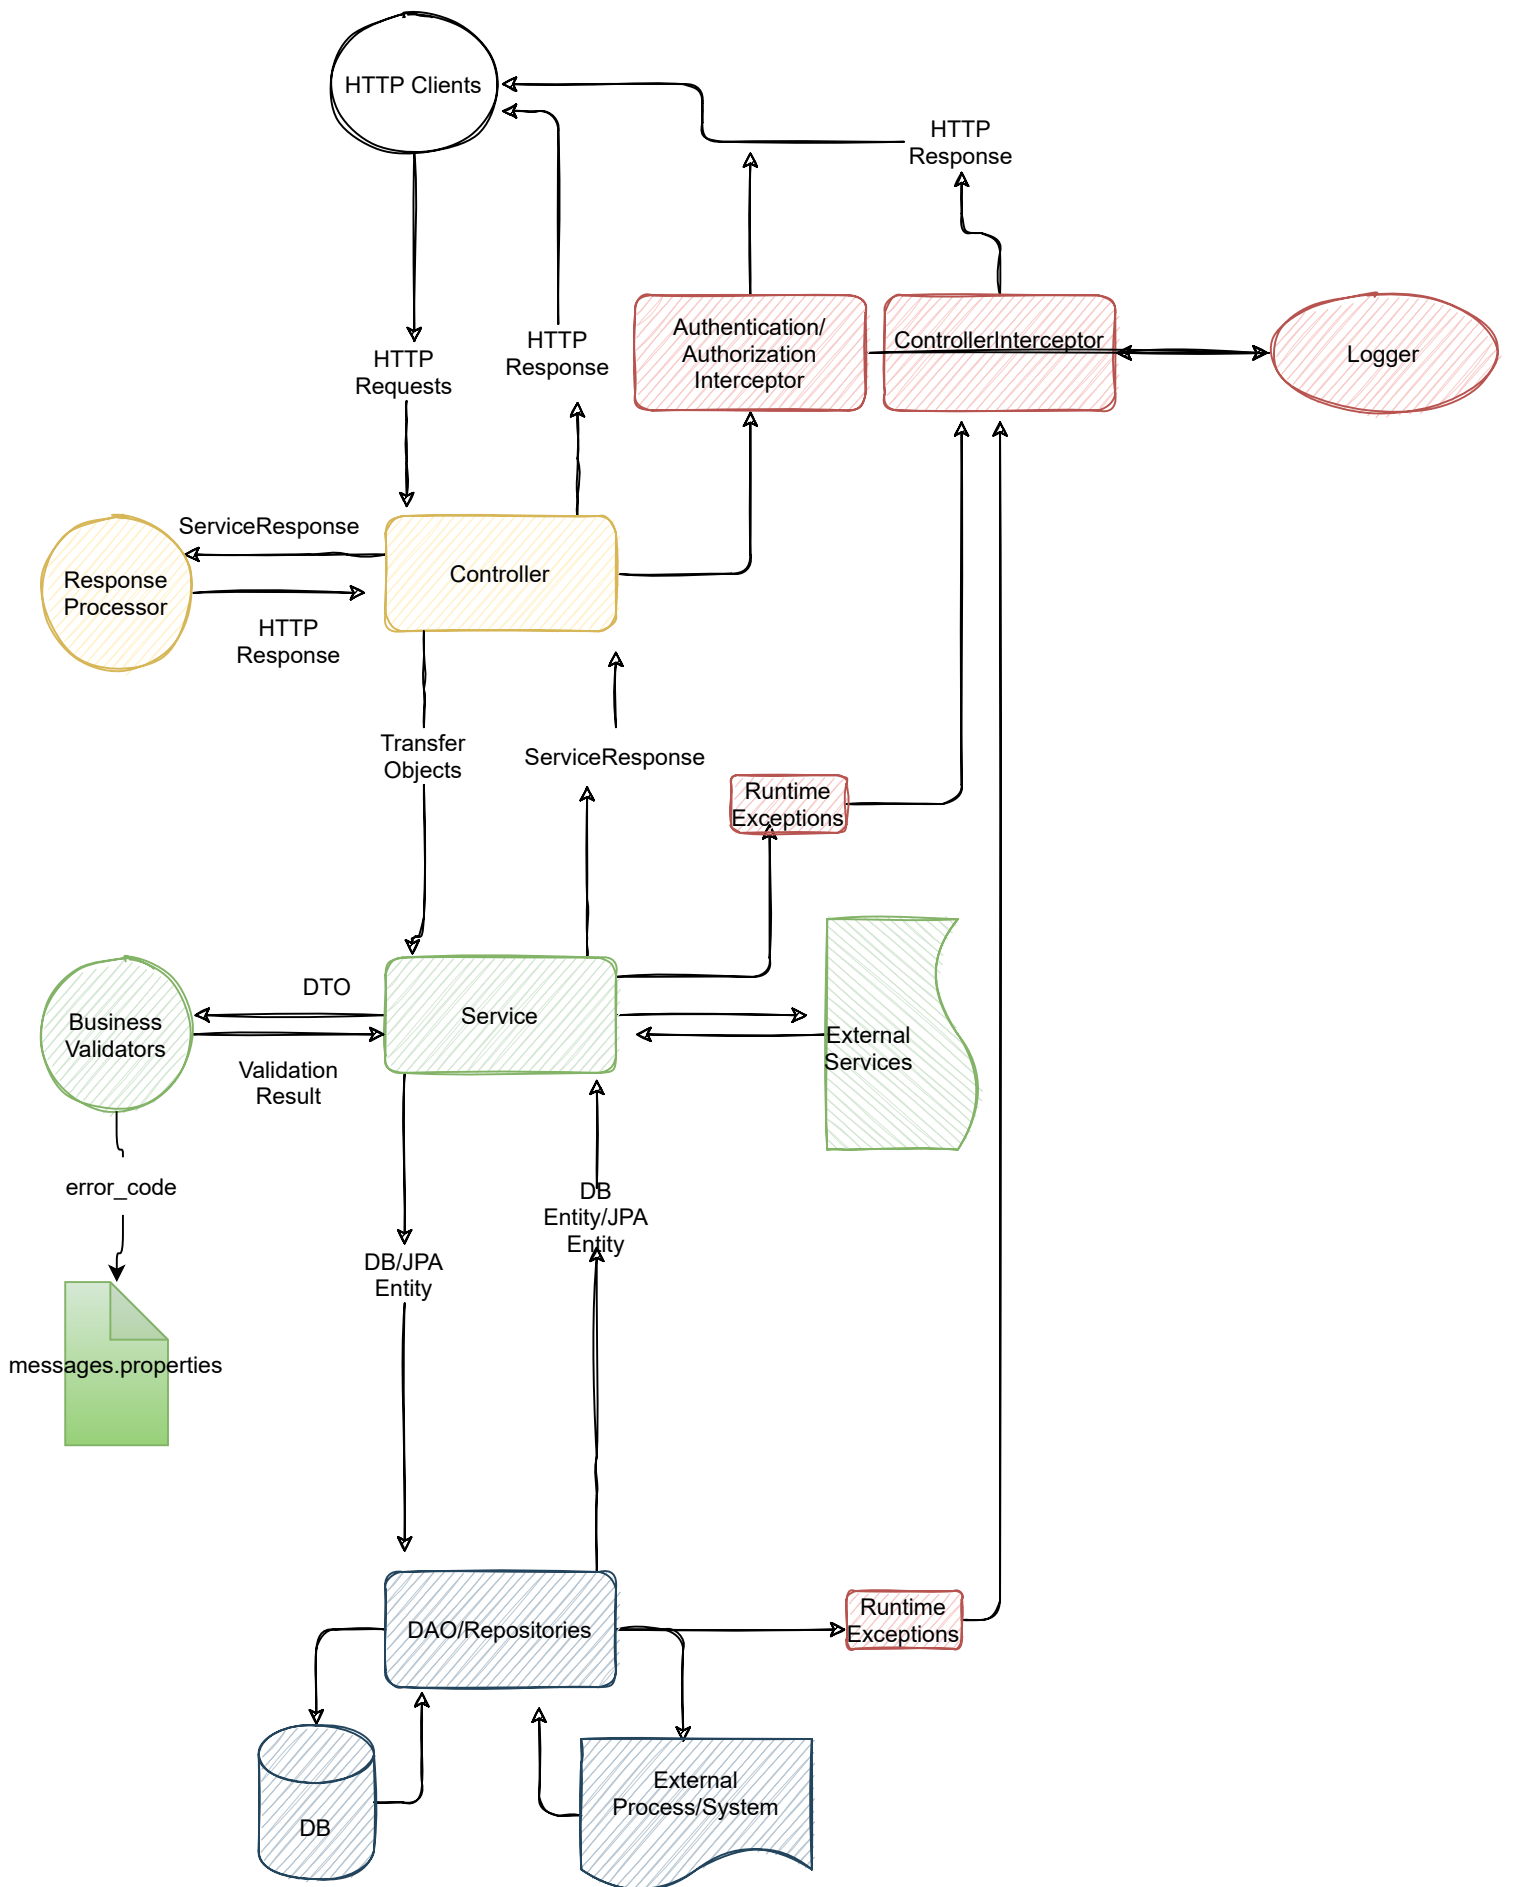 HTTP Clients
HTTP
Response
HTTP
Requests
HTTP
Response
Authentication/
Authorization
Interceptor
ControllerInterceptor
Logger
ServiceResponse
Response
Processor
Controller
HTTP
Response
Transfer
Objects
ServiceResponse
Runtime
Exceptions
DTO
Business
Validators
Service
External
Services
Validation
Result
error_code
DB
Entity/JPA
Entity
DB/JPA
Entity
messages.properties
DAO/Repositories
Runtime
Exceptions
External
Process/System
DB